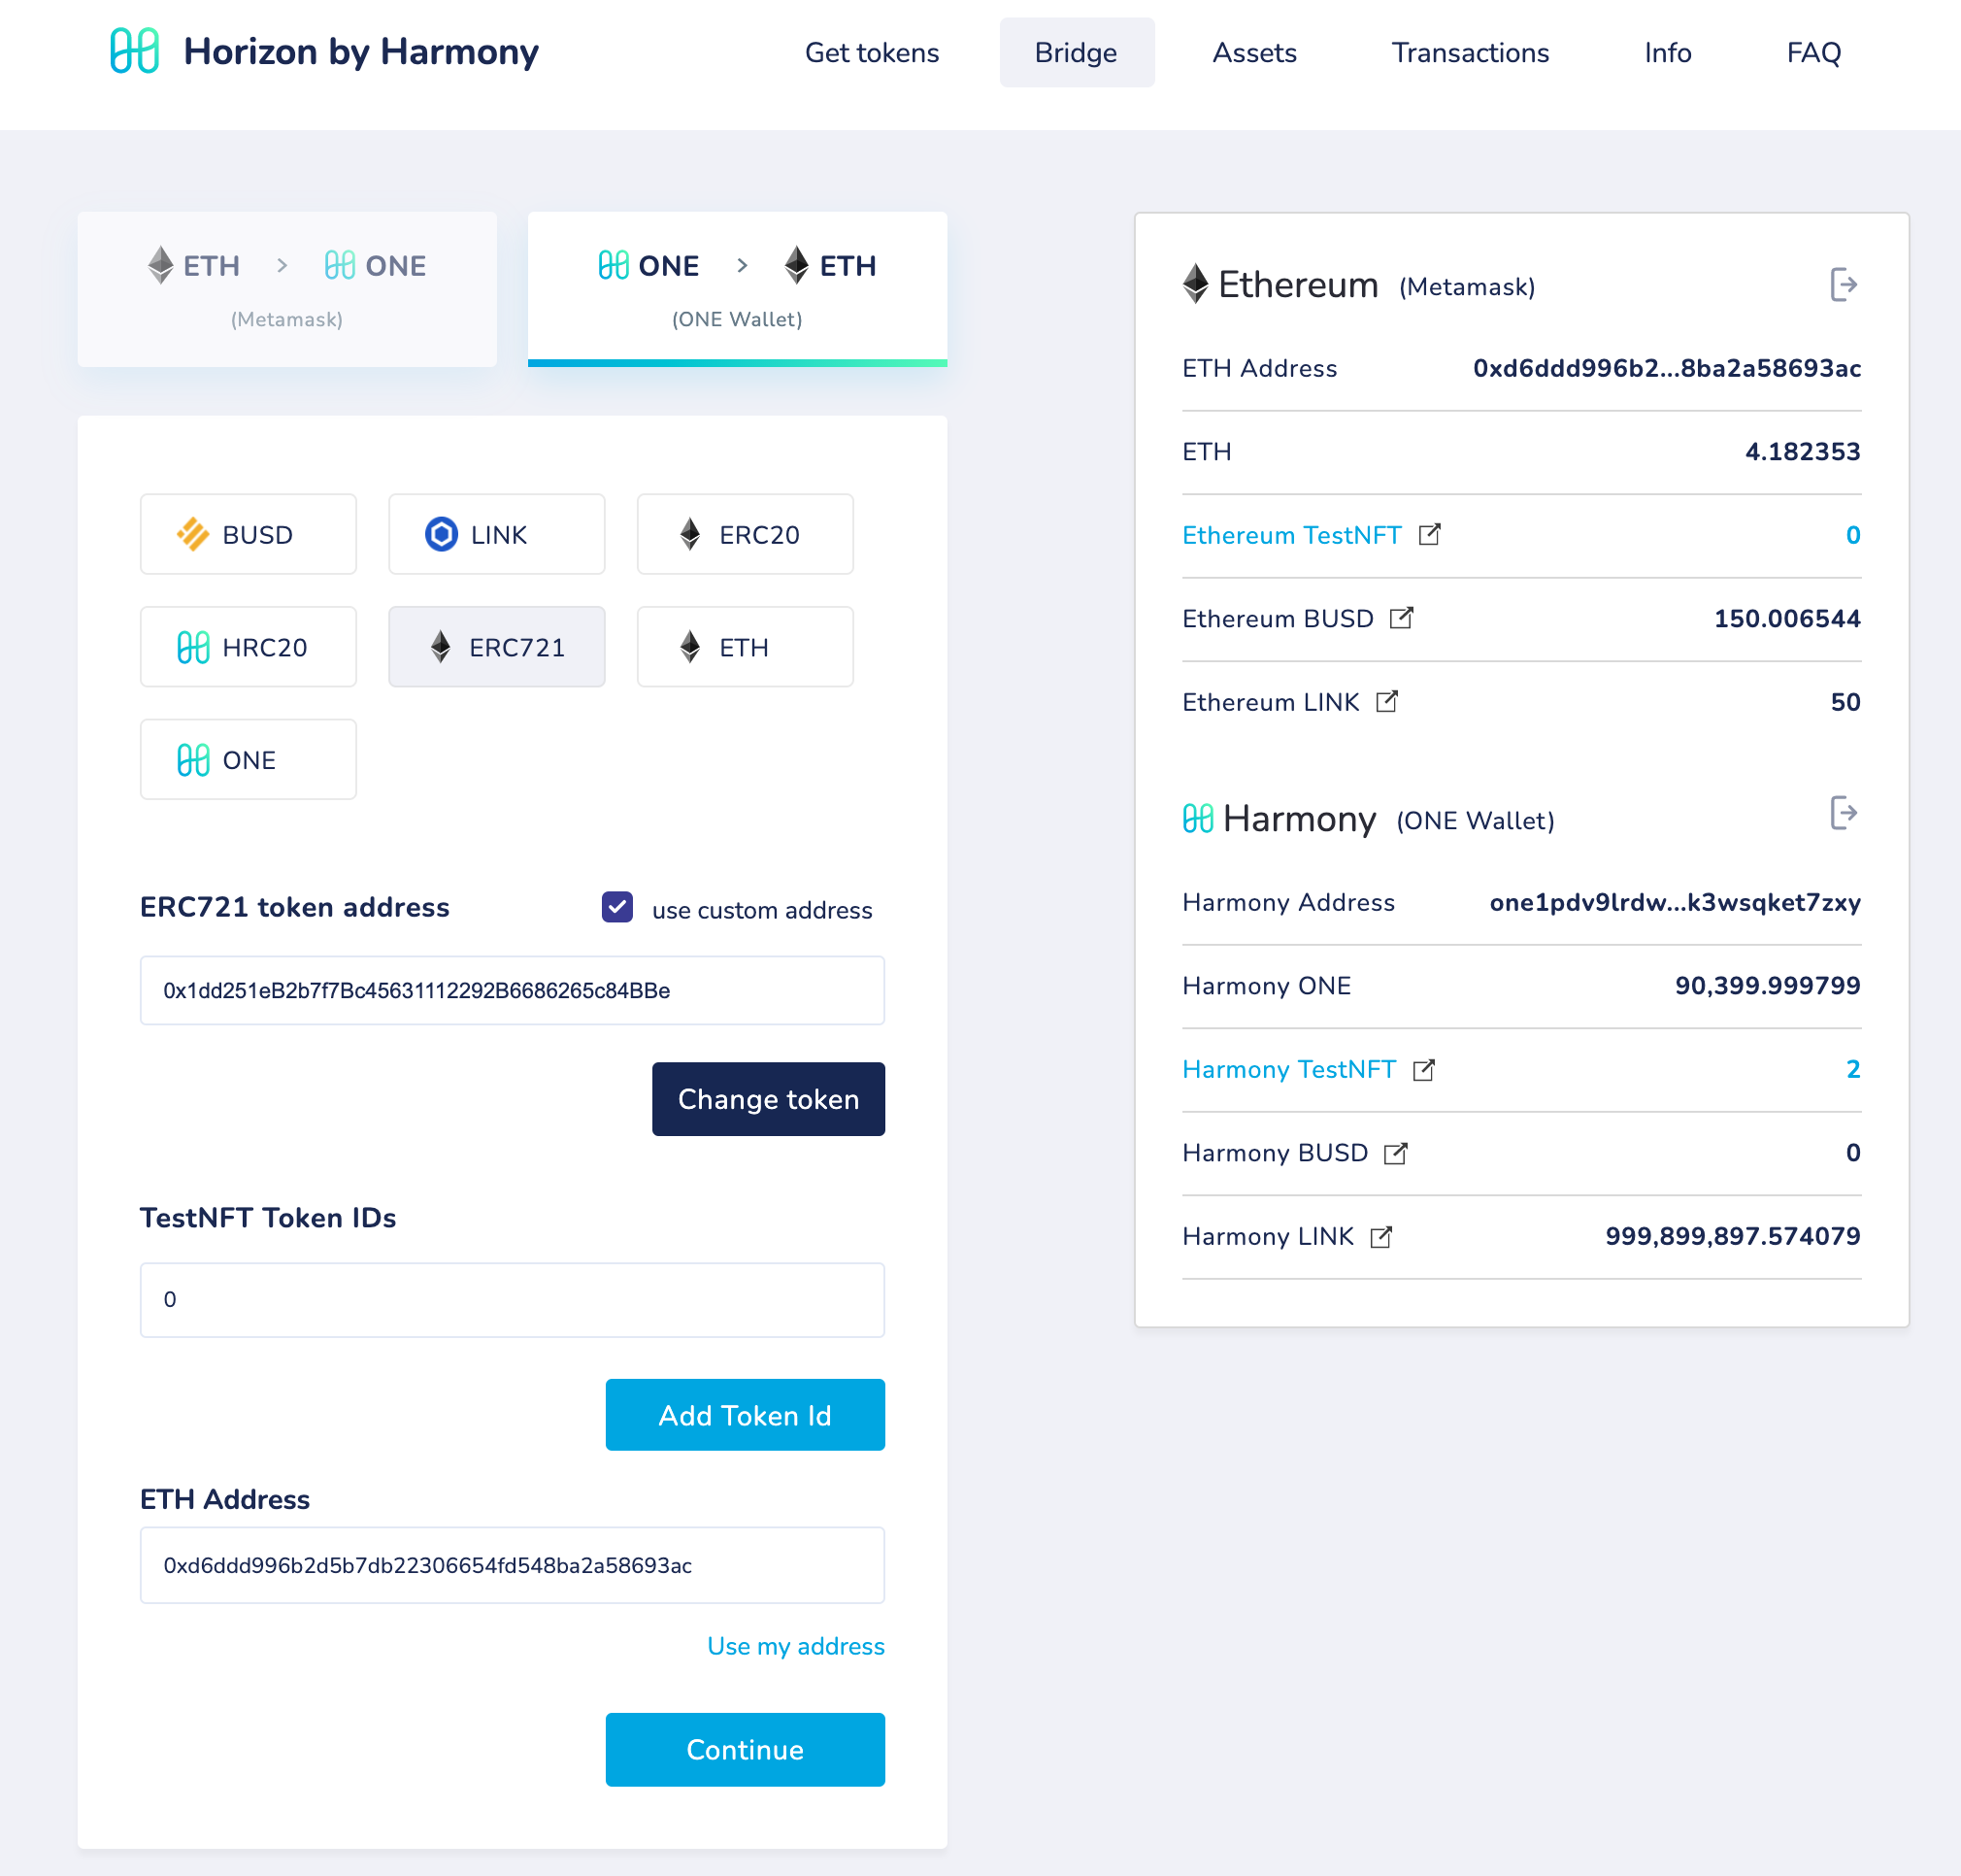 Horizon by Harmony
Get tokens
Bridge
Assets
Transactions
Info
FAQ
ETH > ONE
(Metamask)
ONE > ETH
(ONE Wallet)
BUSD
LINK
ERC20
HRC20
ERC721
ETH
ONE
ERC721 token address
use custom address
0x1dd251eB2b7f7Bc45631112292B6686265c84BBe
Change token
TestNFT Token IDs
0
Add Token Id
ETH Address
0xd6ddd996b2d5b7db22306654fd548ba2a58693ac
Use my address
Continue
Ethereum (Metamask)
ETH Address 0xd6ddd996b2...8ba2a58693ac
ETH 4.182353
Ethereum TestNFT 0
Ethereum BUSD 150.006544
Ethereum LINK 50
Harmony (ONE Wallet)
Harmony Address one1pdv9lrdw...k3wsqket7zxy
Harmony ONE 90,399.999799
Harmony TestNFT 2
Harmony BUSD 0
Harmony LINK 999,899,897.574079